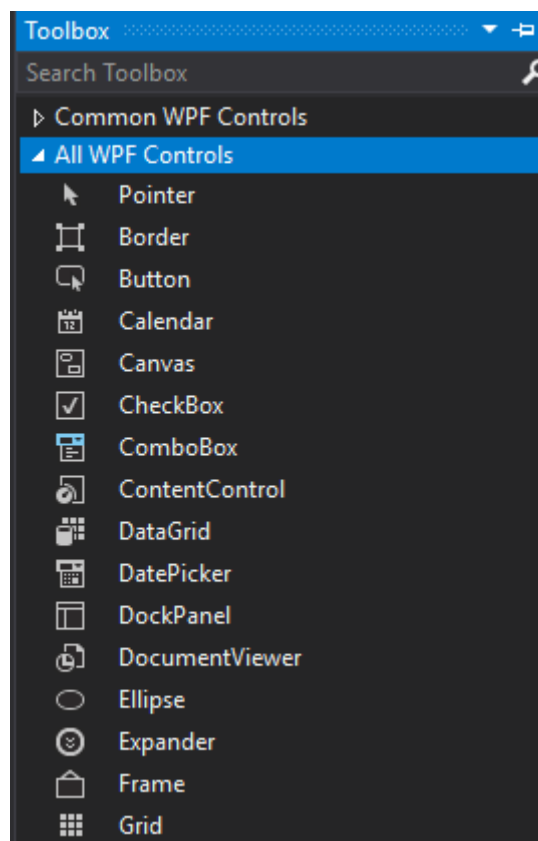 Toolbox
Search Toolbox
Common WPF Controls
All WPF Controls
Pointer
Border
Button
Calendar
Canvas
CheckBox
ComboBox
ContentControl
DataGrid
DatePicker
DockPanel
DocumentViewer
Ellipse
Expander
Frame
Grid